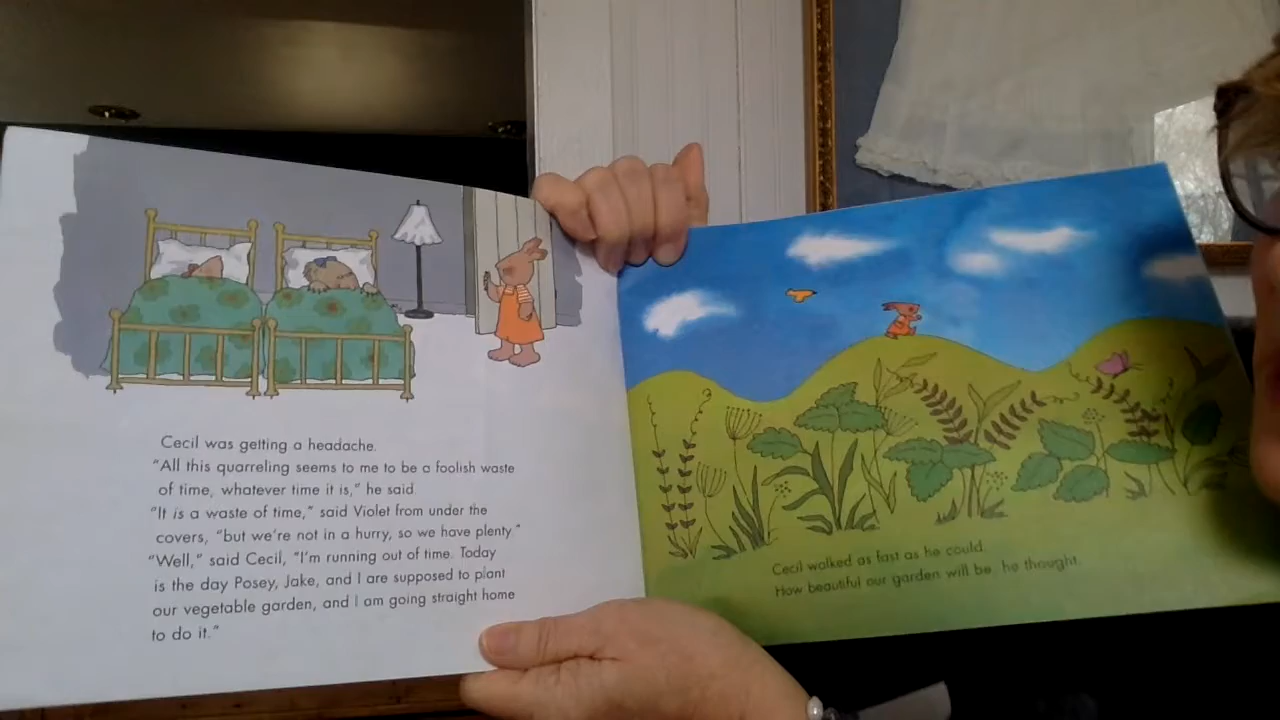 Cecil was getting a headache.
"All this quarreling seems to me to be a foolish waste
of time, whatever time it is," he said.
"It is a waste of time," said Violet from under the
covers, "but we're not in a hurry, so we have plenty."
"Well," said Cecil, "I'm running out of time. Today
is the day Posey, Jake, and I are supposed to plant
our vegetable garden, and I am going straight home
to do it."
Cecil walked as fast as he could.
How beautiful our garden will be, he thought.